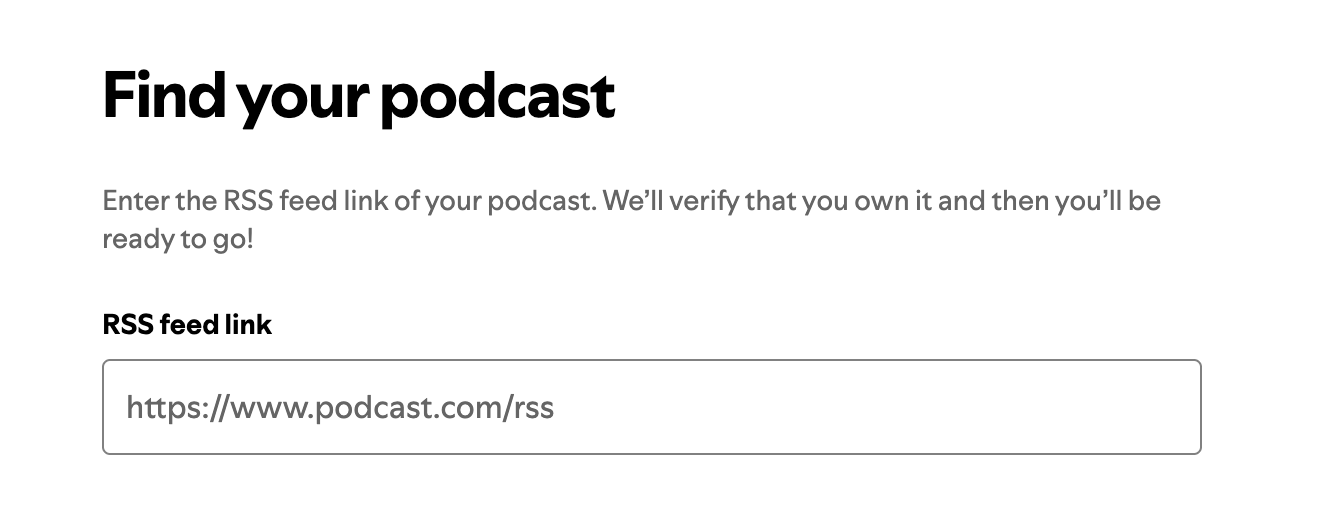 Find your podcast
Enter the RSS feed link of your podcast. We’ll verify that you own it and then you’ll be
ready to go!
RSS feed link
https://www.podcast.com/rss